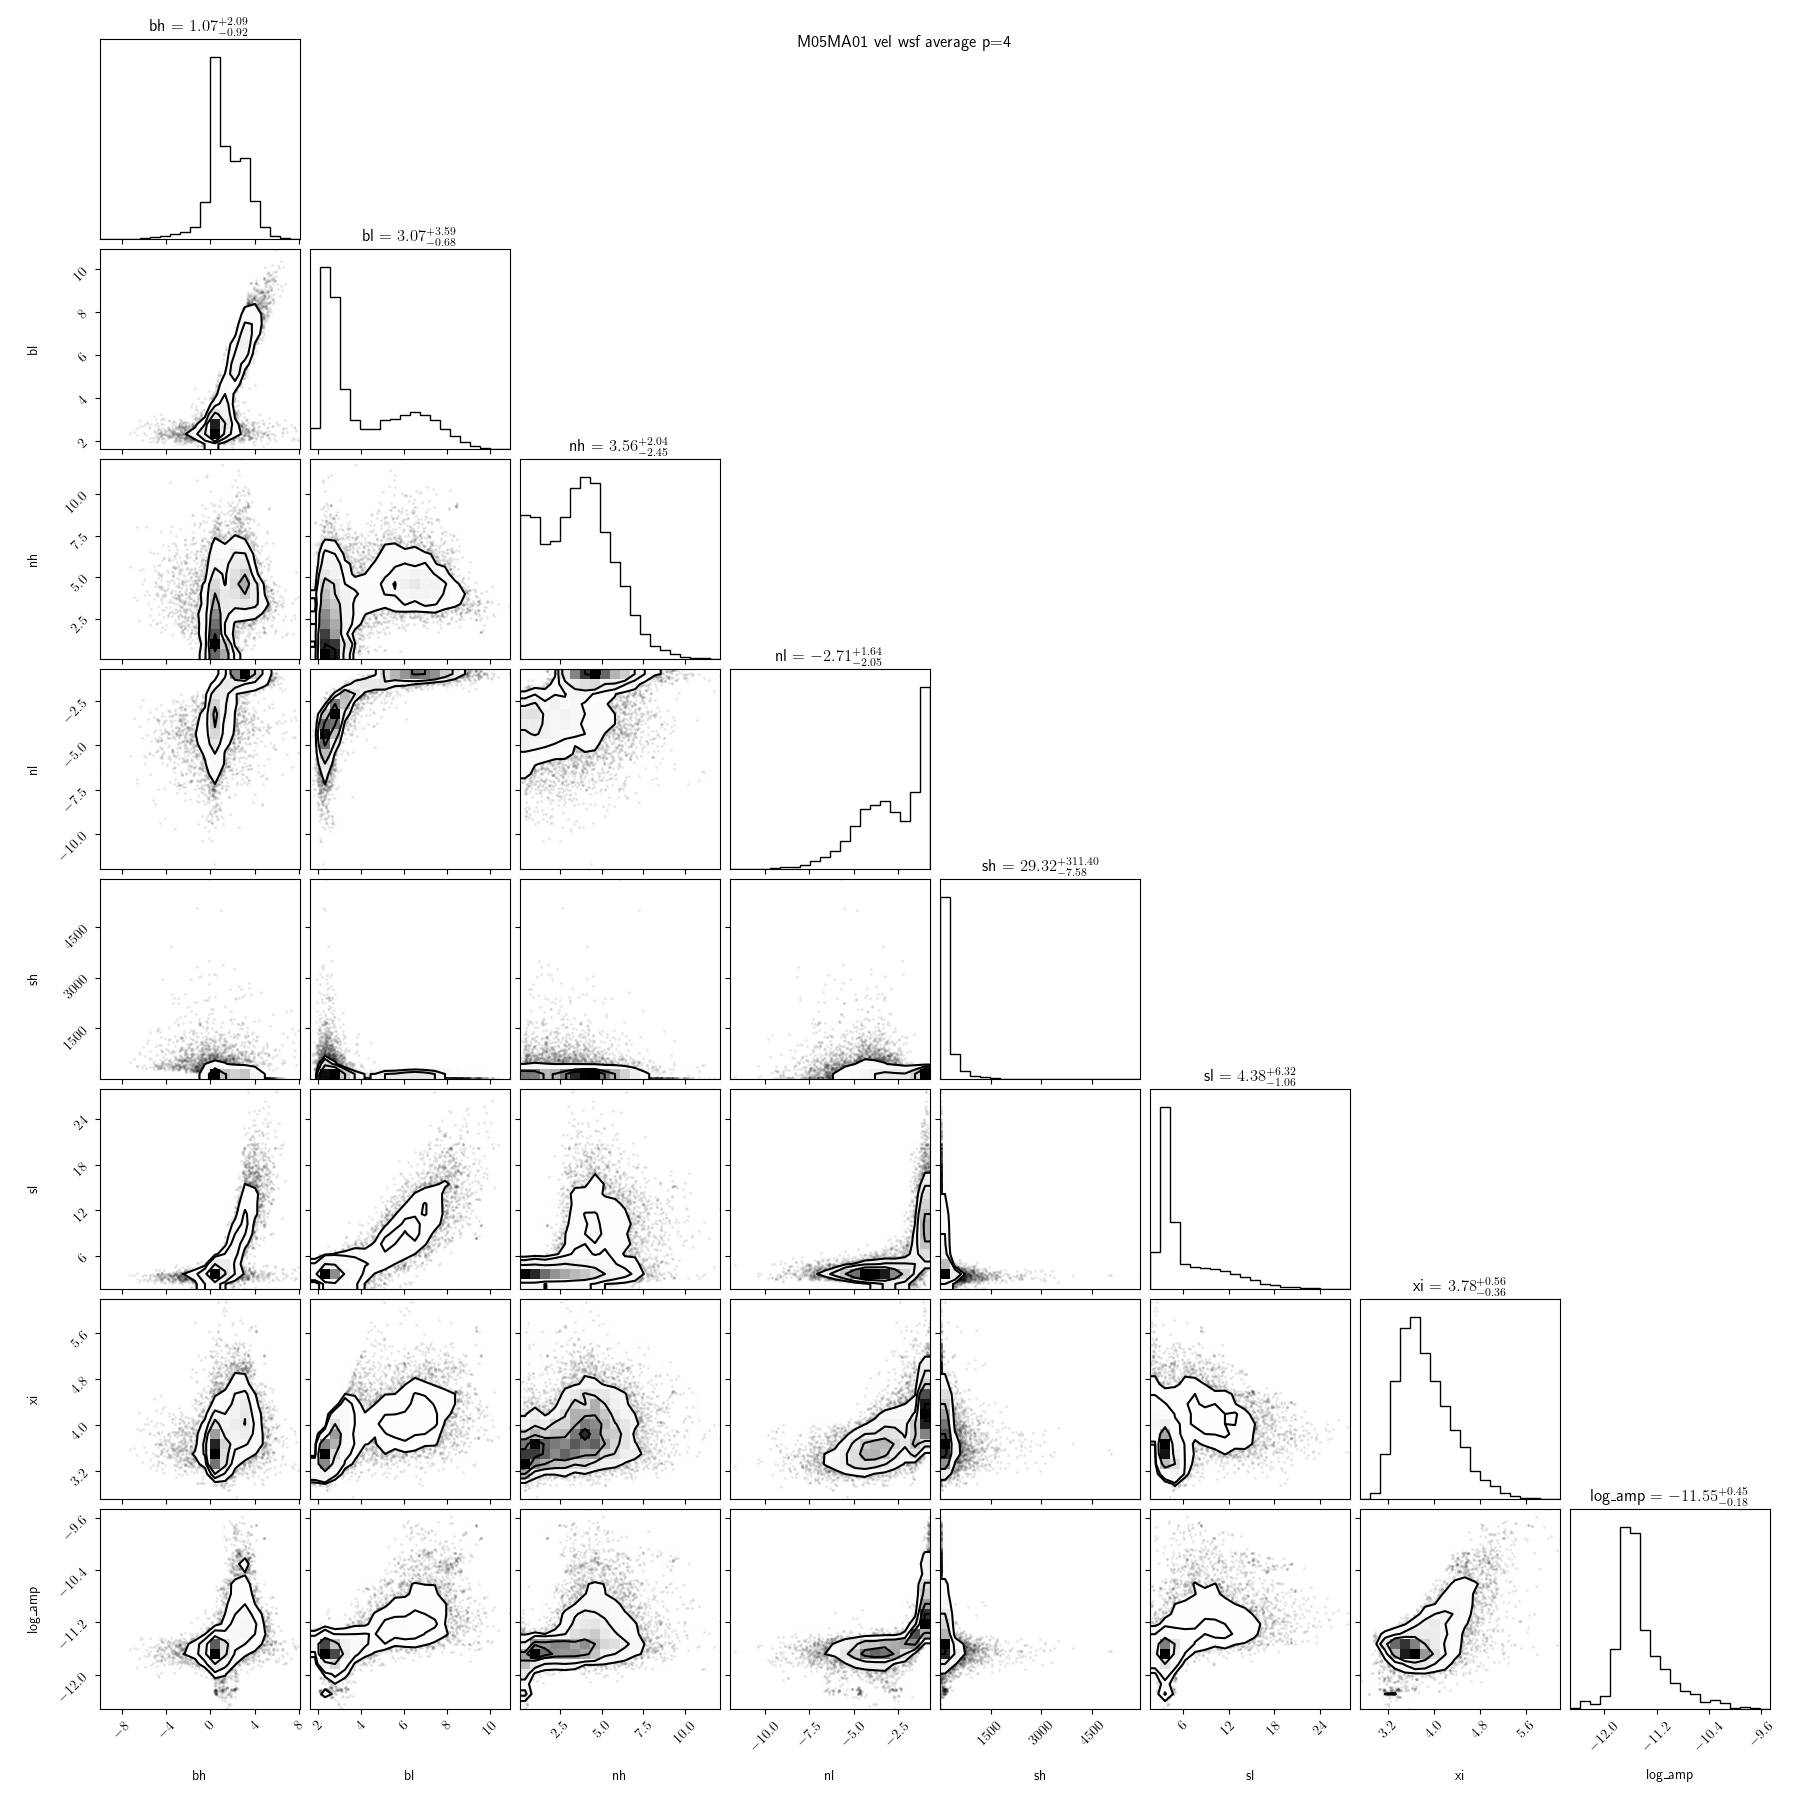 bh = 1.07+2.09 −0.92
M05MA01 vel wsf average p=4
bl = 3.07+3.59 −0.68
10
8
6
4
2
bl
nh = 3.56+2.04 −2.45
10.0
7.5
5.0
2.5
nh
nl = −2.71+1.64 −2.05
−2.5
−5.0
−7.5
−10.0
nl
sh = 29.32+311.40 −7.58
4500
3000
1500
sh
sl = 4.38+6.32 −1.06
24
18
12
6
sl
xi = 3.78+0.56 −0.36
5.6
4.8
4.0
3.2
xi
log_amp = −11.55+0.45 −0.18
−9.6
−10.4
−11.2
−12.0
log_amp
−8 −4 0 4 8 2 4 6 8 10 2.5 5.0 7.5 10.0 −10.0 −7.5 −5.0 −2.5 1500 3000 4500 6 12 18 24 3.2 4.0 4.8 5.6 −12.0 −11.2 −10.4 −9.6
bh bl nh nl sh sl xi log_amp